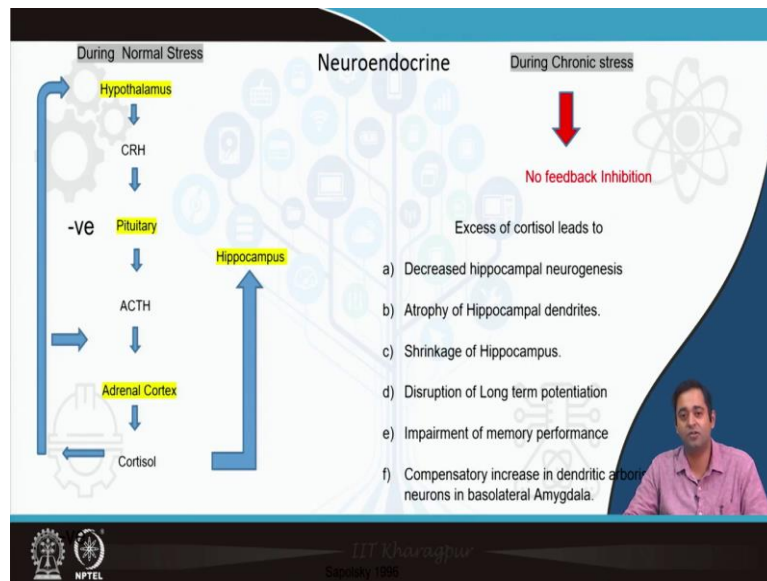 During Normal Stress
Neuroendocrine
During Chronic stress
Hypothalamus
CRH
No feedback Inhibition
-ve
Pituitary
Excess of cortisol leads to
Hippocampus
a) Decreased hippocampal neurogenesis
ACTH
b) Atrophy of Hippocampal dendrites.
c) Shrinkage of Hippocampus.
Adrenal Cortex
d) Disruption of Long term potentiation
e) Impairment of memory performance
Cortisol
f) Compensatory increase in dendritic
neurons in basolateral Amygdala.
IIT Kharagpur
NPTEL
Sapolsky 1996